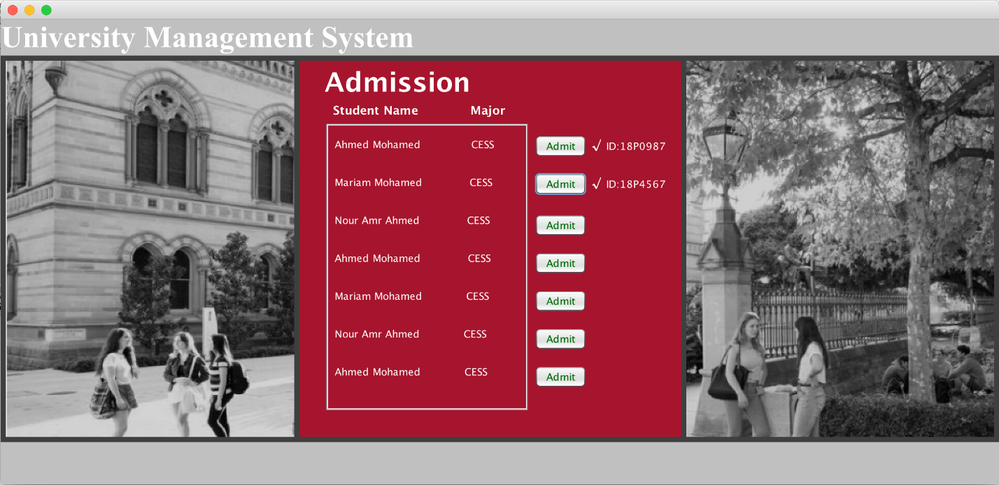 University Management System
Admission
Student Name Major
Ahmed Mohamed CESS Admit √ ID:18P0987
Mariam Mohamed CESS Admit √ ID:18P4567
Nour Amr Ahmed CESS Admit
Ahmed Mohamed CESS Admit
Mariam Mohamed CESS Admit
Nour Amr Ahmed CESS Admit
Ahmed Mohamed CESS Admit